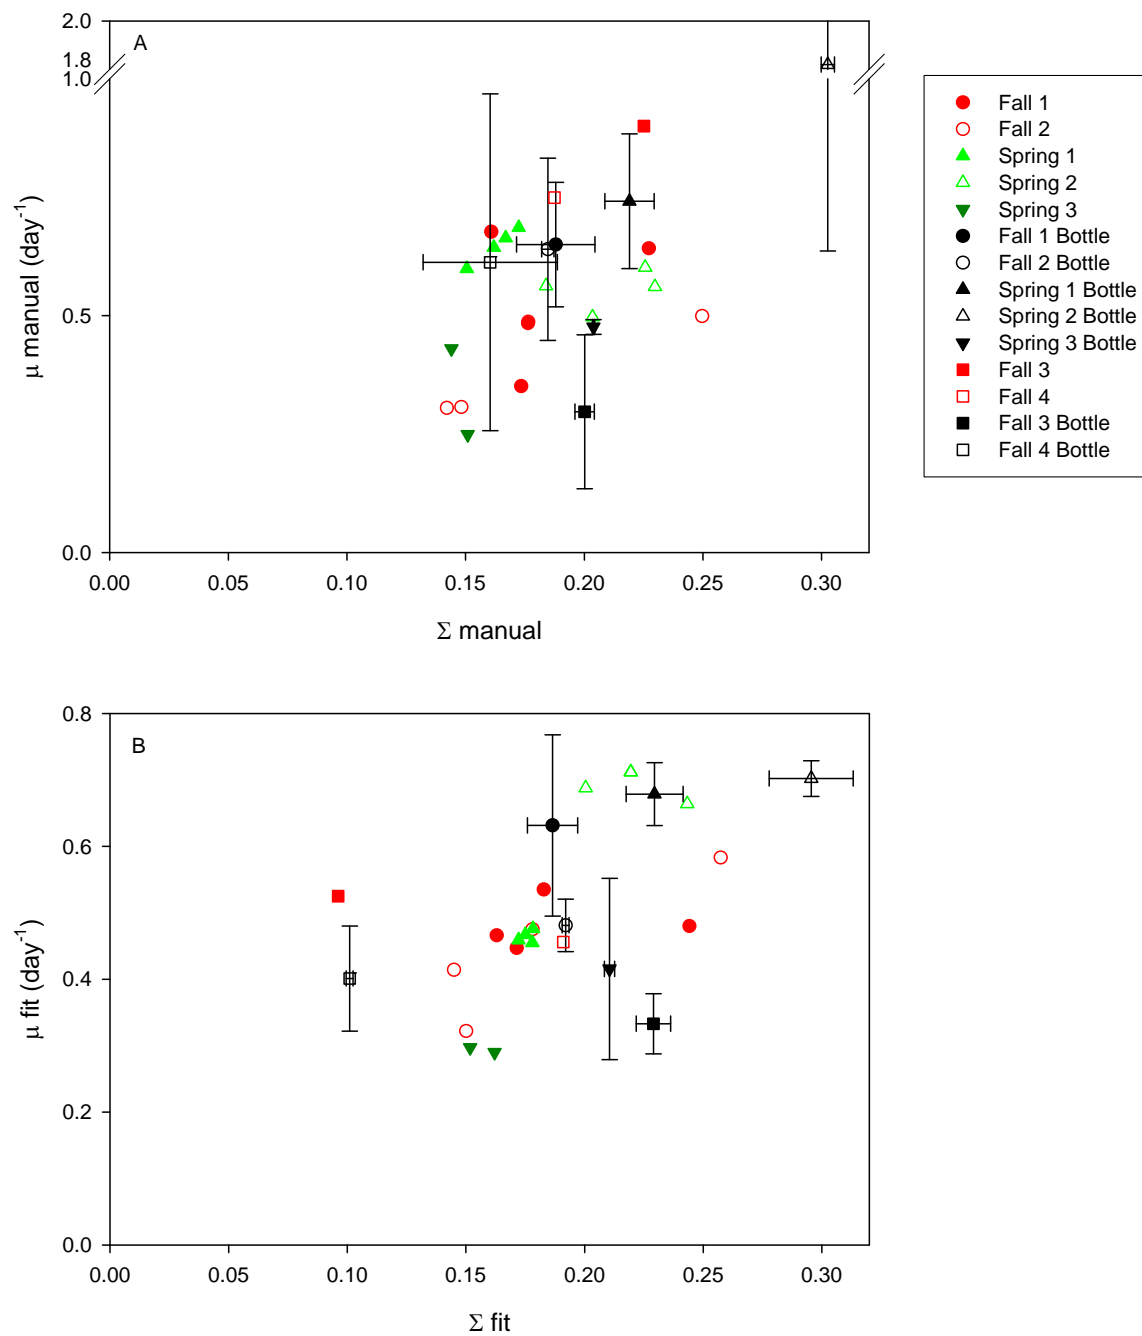 A
2.0
1.8
1.0
0.5
0.0
μ manual (day⁻¹)
0.00 0.05 0.10 0.15 0.20 0.25 0.30
Σ manual
Fall 1
Fall 2
Spring 1
Spring 2
Spring 3
Fall 1 Bottle
Fall 2 Bottle
Spring 1 Bottle
Spring 2 Bottle
Spring 3 Bottle
Fall 3
Fall 4
Fall 3 Bottle
Fall 4 Bottle
B
0.8
0.6
0.4
0.2
0.0
μ fit (day⁻¹)
0.00 0.05 0.10 0.15 0.20 0.25 0.30
Σ fit